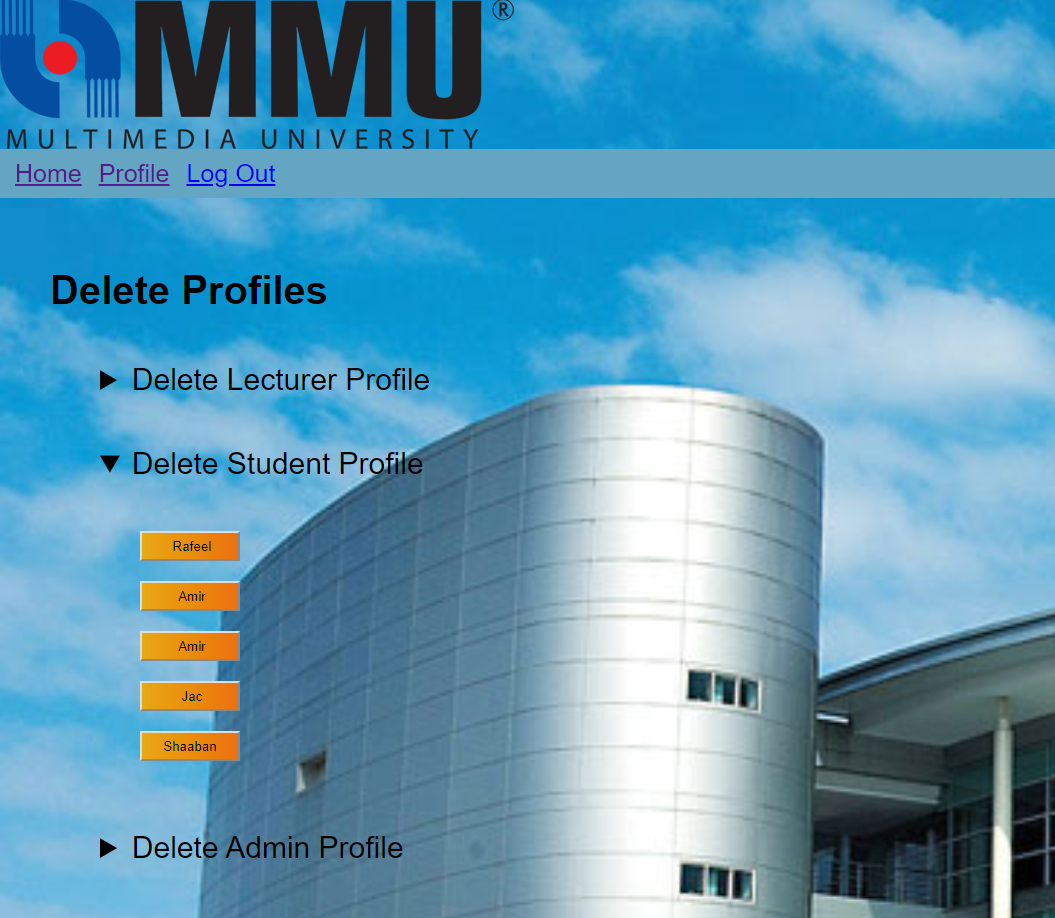 MMU®
MULTIMEDIA UNIVERSITY
Home Profile Log Out
Delete Profiles
Delete Lecturer Profile
Delete Student Profile
Rafeel
Amir
Amir
Jac
Shaaban
Delete Admin Profile